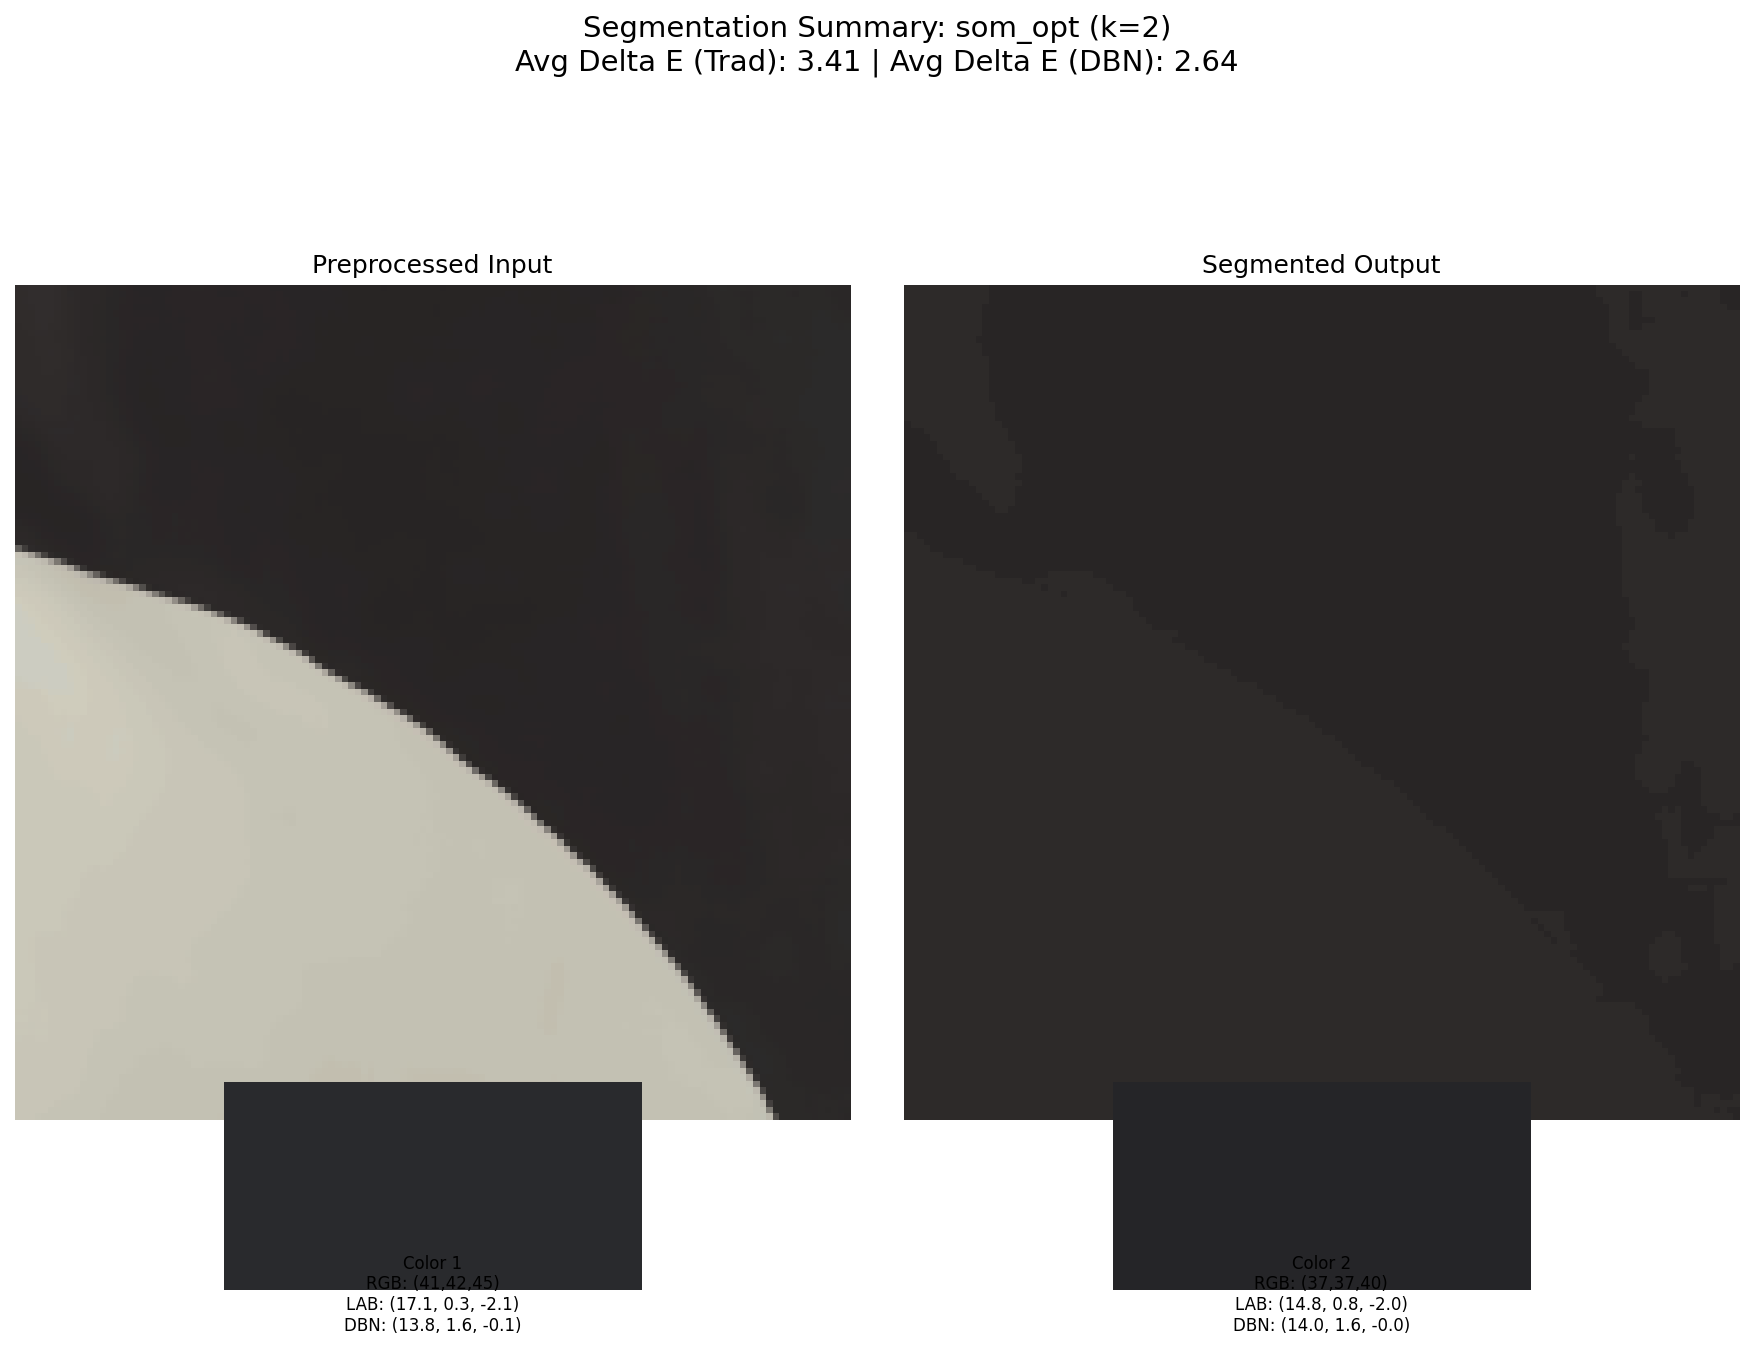 Segmentation Summary: som_opt (k=2)
Avg Delta E (Trad): 3.41 | Avg Delta E (DBN): 2.64
Preprocessed Input
Segmented Output
Color 1
RGB: (41,42,45)
LAB: (17.1, 0.3, -2.1)
DBN: (13.8, 1.6, -0.1)
Color 2
RGB: (37,37,40)
LAB: (14.8, 0.8, -2.0)
DBN: (14.0, 1.6, -0.0)